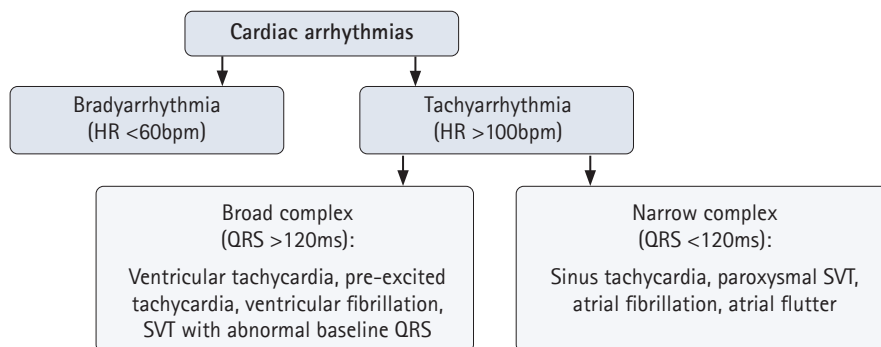 Cardiac arrhythmias
Bradyarrhythmia
(HR <60bpm)
Tachyarrhythmia
(HR >100bpm)
Broad complex
(QRS >120ms):
Ventricular tachycardia, pre-excited
tachycardia, ventricular fibrillation,
SVT with abnormal baseline QRS
Narrow complex
(QRS <120ms):
Sinus tachycardia, paroxysmal SVT,
atrial fibrillation, atrial flutter